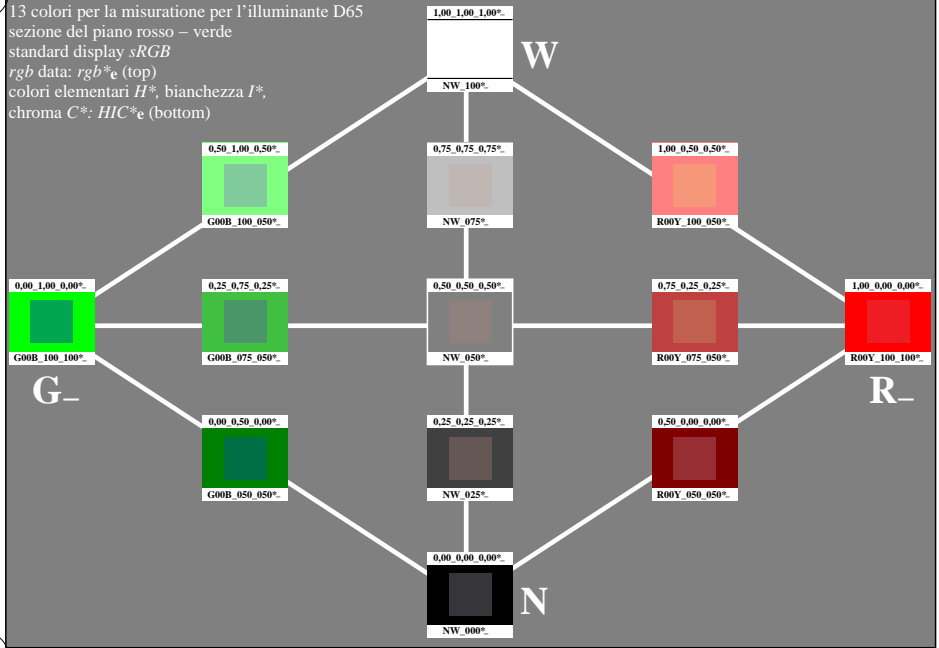 13 colori per la misuratione per l'illuminante D65
sezione del piano rosso – verde
standard display sRGB
rgb data: rgb*e (top)
colori elementari H*, bianchezza I*,
chroma C*: HIC*e (bottom)
1,00_1,00_1,00*_
W
NW_100*_
0,50_1,00_0,50*_
G00B_100_050*_
0,75_0,75_0,75*_
NW_075*_
1,00_0,50_0,50*_
R00Y_100_050*_
0,00_1,00_0,00*_
G00B_100_100*_
G_
0,25_0,75_0,25*_
G00B_075_050*_
0,50_0,50_0,50*_
NW_050*_
0,75_0,25_0,25*_
R00Y_075_050*_
1,00_0,00_0,00*_
R00Y_100_100*_
R_
0,00_0,50_0,00*_
G00B_050_050*_
0,25_0,25_0,25*_
NW_025*_
0,50_0,00_0,00*_
R00Y_050_050*_
0,00_0,00_0,00*_
N
NW_000*_